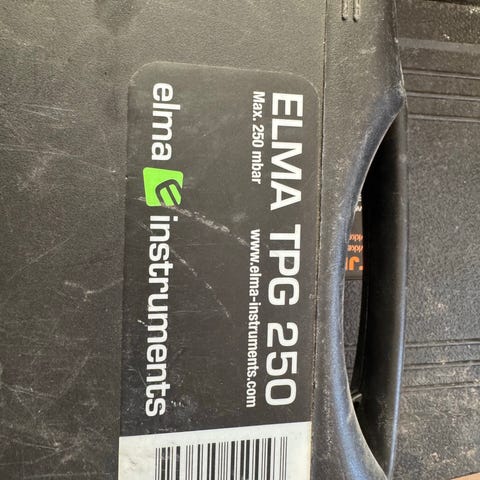 ELMA TPG 250
Max. 250 mbar
www.elma-instruments.com
elma instruments